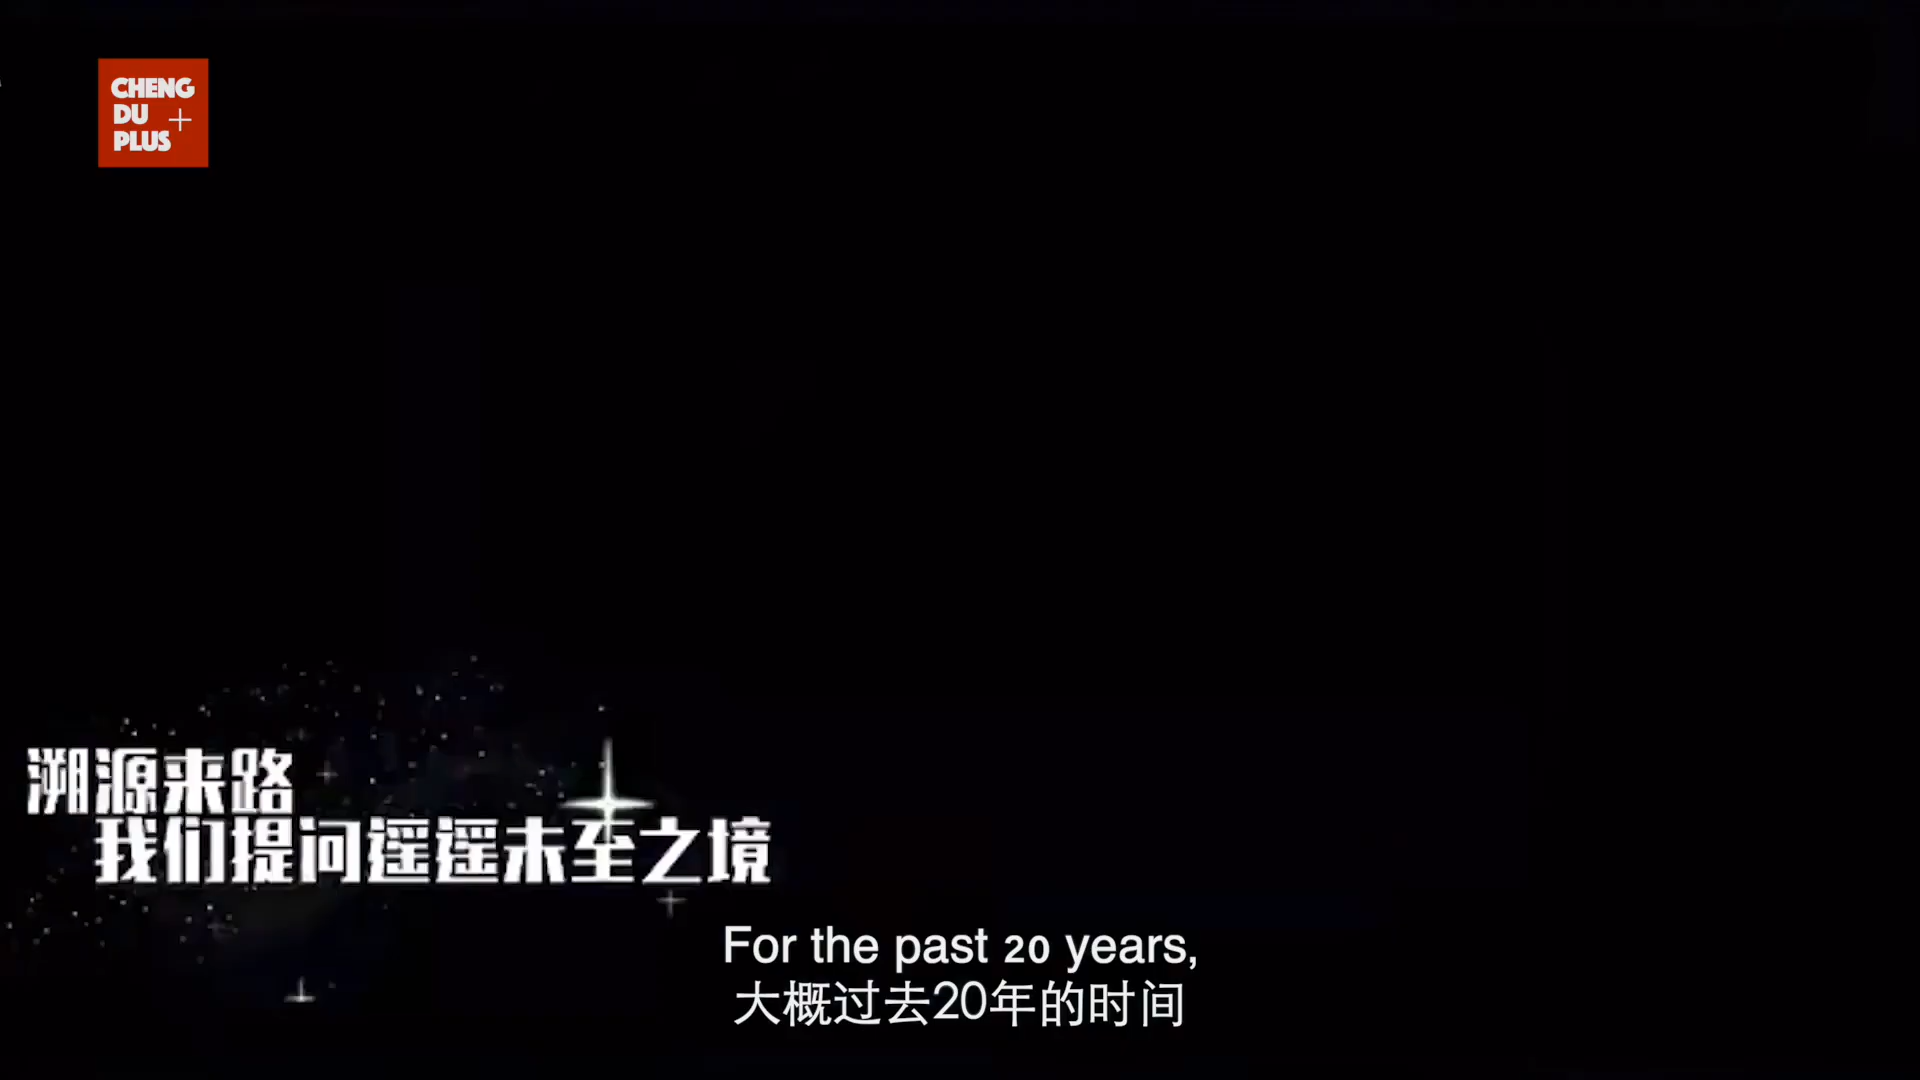 CHENG
DU
PLUS
溯源来路
我们提问遥遥未至之境
For the past 20 years,
大概过去20年的时间